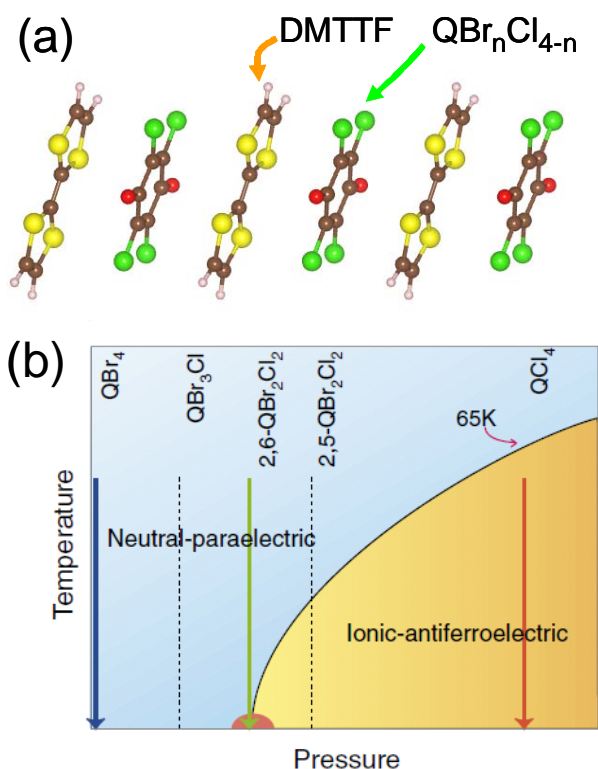 (a)
DMTTF
QBrₙCl₄₋ₙ
(b)
QBr₄
QBr₃Cl
2,6-QBr₂Cl₂
2,5-QBr₂Cl₂
QCl₄
65K
Neutral-paraelectric
Ionic-antiferroelectric
Temperature
Pressure